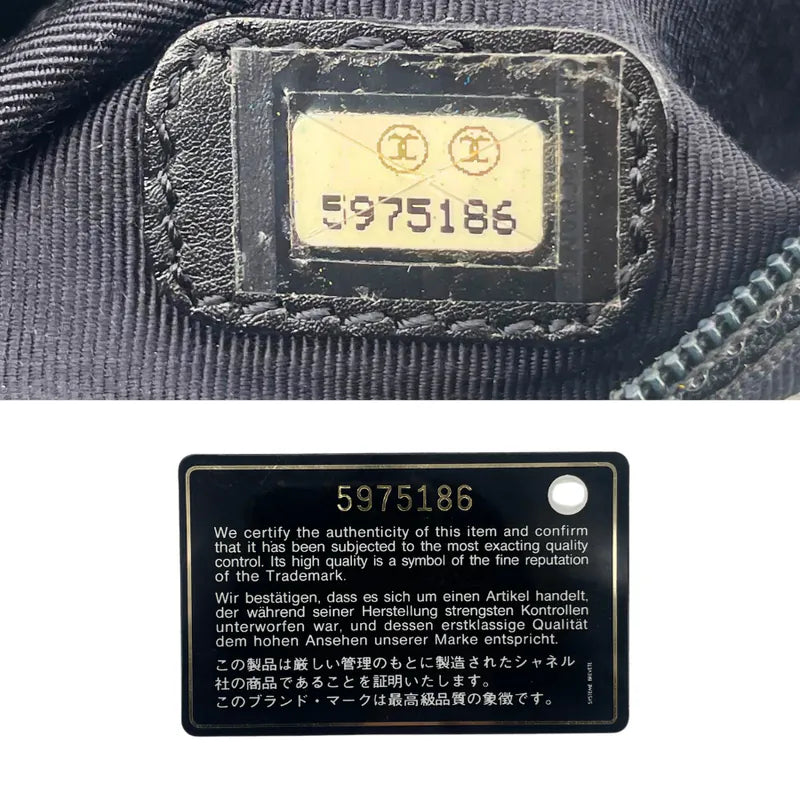 5975186
5975186
We certify the authenticity of this item and confirm
that it has been subjected to the most exacting quality
control. Its high quality is a symbol of the fine reputation
of the Trademark.
Wir bestätigen, dass es sich um einen Artikel handelt,
der während seiner Herstellung strengsten Kontrollen
unterworfen war, und dessen erstklassige Qualität
dem hohen Ansehen unserer Marke entspricht.
この製品は厳しい管理のもとに製造されたシャネル
社の商品であることを証明いたします。
このブランド・マークは最高級品質の象徴です。
SYSTEME BREVETE